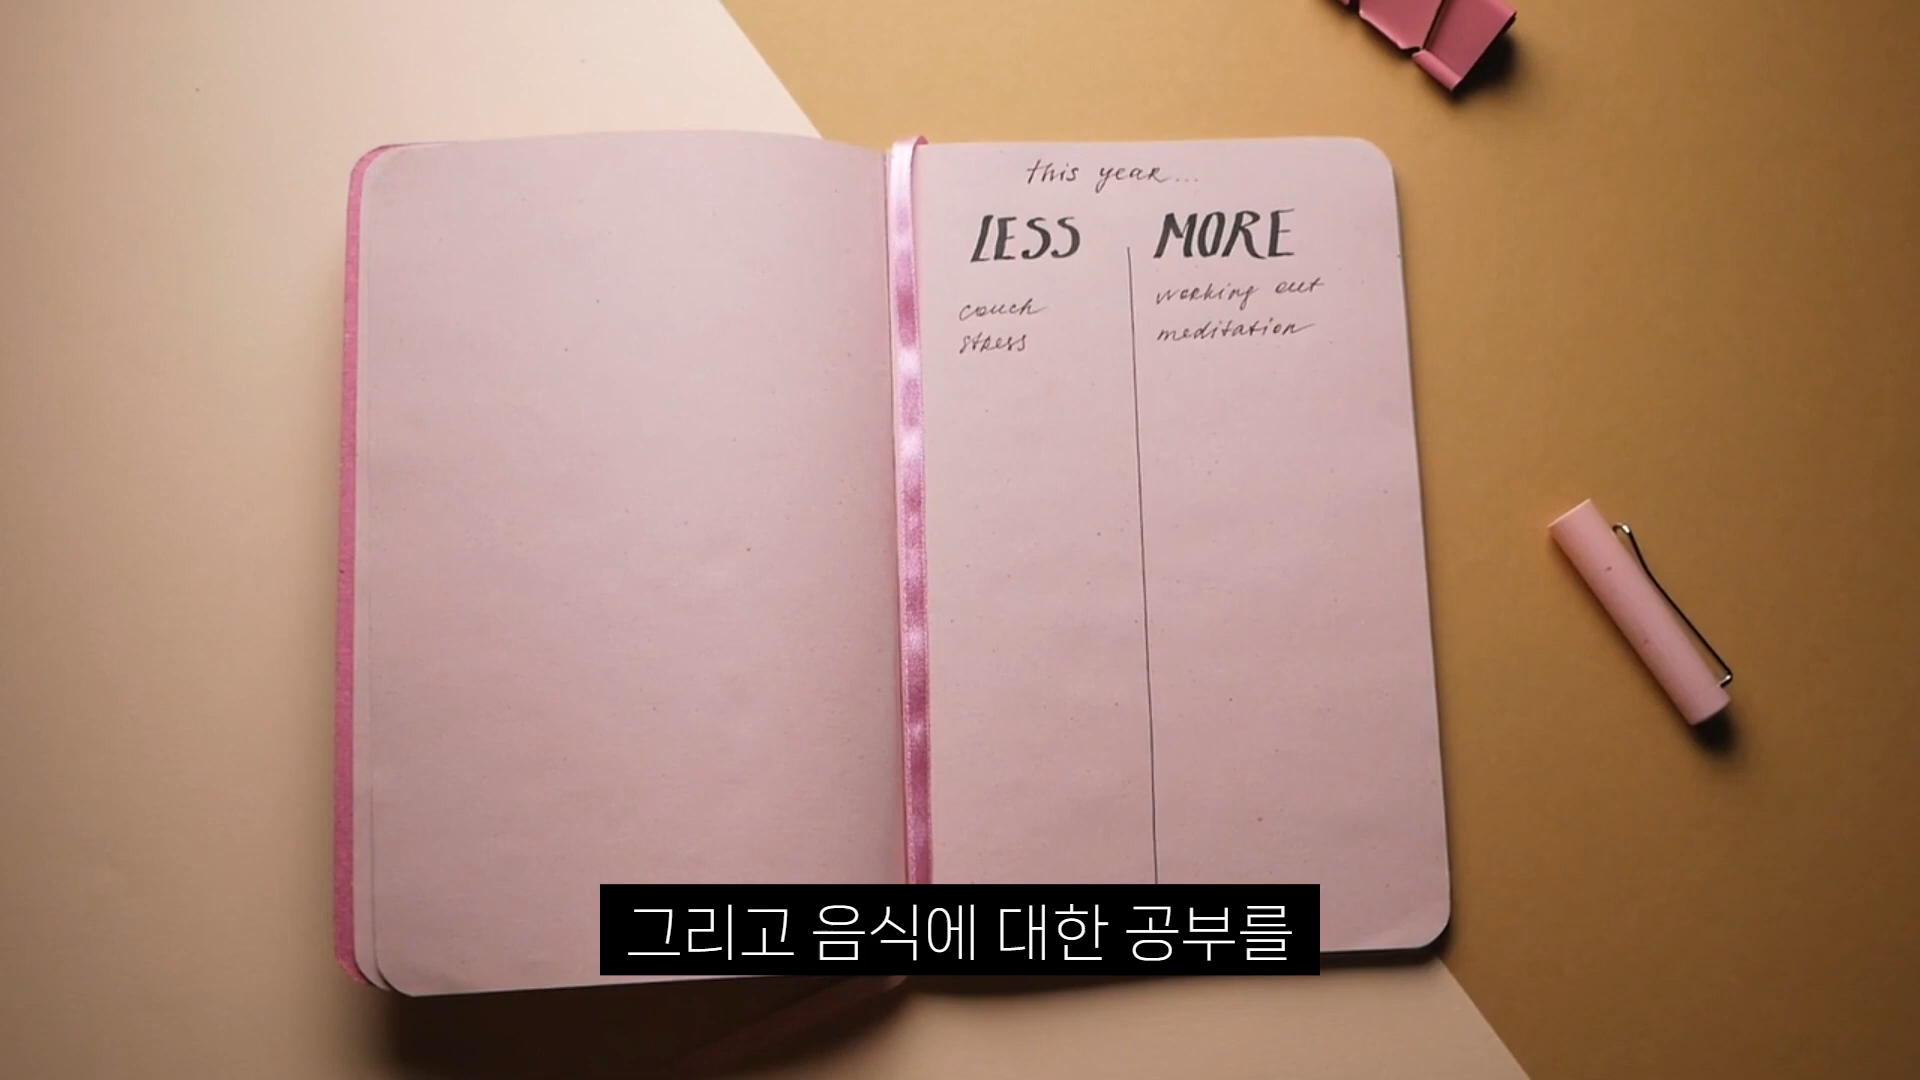 this year...
LESS
MORE
couch
stress
working out
meditation
그리고 음식에 대한 공부를